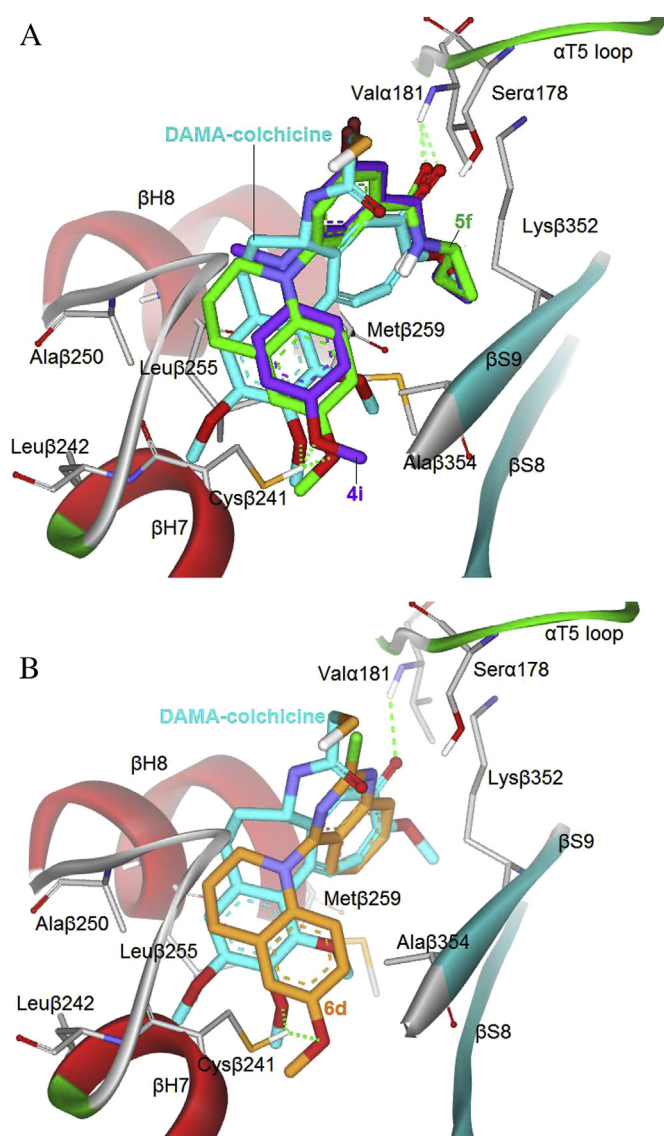 A
αT5 loop
Valα181
Serα178
DAMA-colchicine
βH8
5f
Lysβ352
Metβ259
Alaβ250
Leuβ255
βS9
Leuβ242
Alaβ354
βS8
Cysβ241
4i
βH7
B
αT5 loop
Valα181
Serα178
DAMA-colchicine
βH8
Lysβ352
βS9
Metβ259
Alaβ250
Leuβ255
Alaβ354
Leuβ242
6d
βS8
Cysβ241
βH7